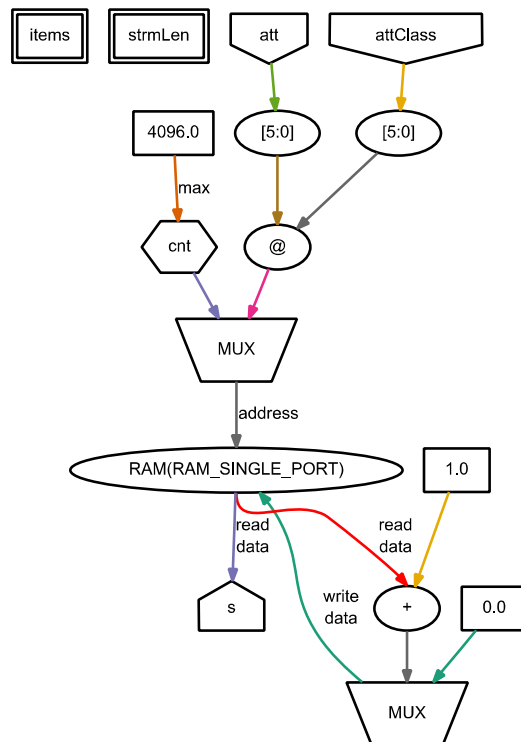 items
strmLen
att
attClass
4096.0
[5:0]
[5:0]
max
cnt
@
MUX
address
RAM(RAM_SINGLE_PORT)
1.0
read
data
read
data
write
data
s
+
0.0
MUX